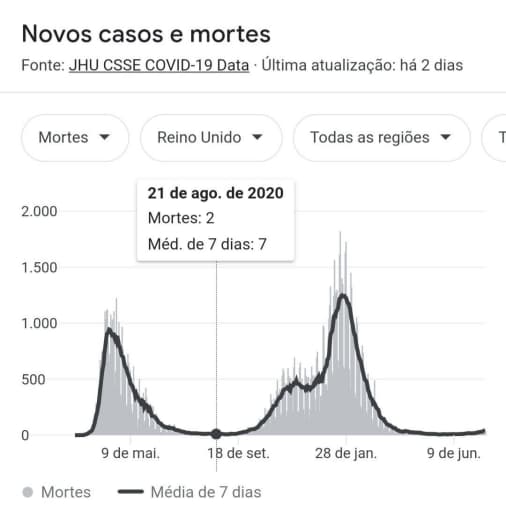 Novos casos e mortes
Fonte: JHU CSSE COVID-19 Data · Última atualização: há 2 dias
Mortes
Reino Unido
Todas as regiões
T
21 de ago. de 2020
Mortes: 2
Méd. de 7 dias: 7
2.000
1.500
1.000
500
0
9 de mai.
18 de set.
28 de jan.
9 de jun.
Mortes
Média de 7 dias